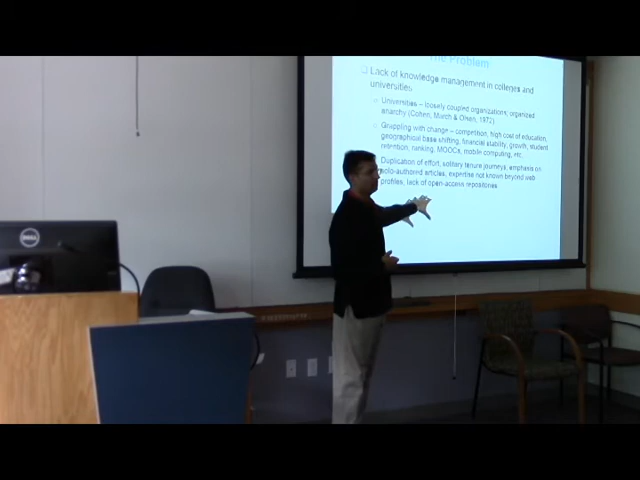 The Problem
Lack of knowledge management in colleges and
universities
Universities – loosely coupled organizations; organized
anarchy (Cohen, March & Olsen, 1972)
Grappling with change – competition, high cost of education,
geographical base shifting, financial stability, growth, student
retention, ranking, MOOCs, mobile computing, etc.
Duplication of effort, solitary tenure journeys, emphasis on
solo-authored articles, expertise not known beyond web
profiles, lack of open-access repositories
DELL